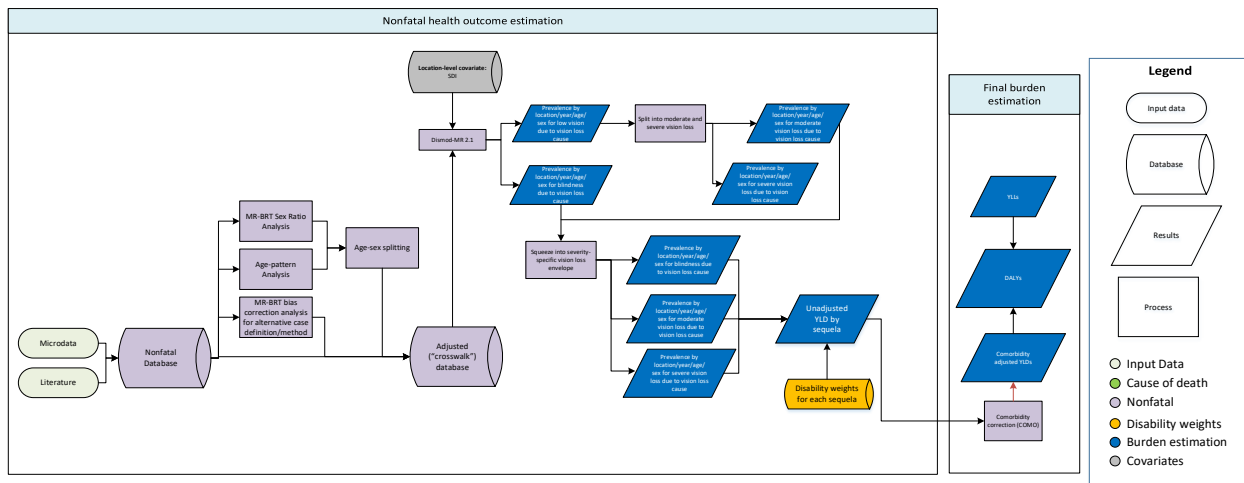 Nonfatal health outcome estimation
Location-level covariate:
SDI
Dismod-MR 2.1
Prevalence by
location/year/age/
sex for low vision
due to vision loss
cause
Split into moderate and
severe vision loss
Prevalence by
location/year/age/
sex for moderate
vision loss due to
vision loss cause
Prevalence by
location/year/age/
sex for blindness
due to vision loss
cause
Prevalence by
location/year/age/
sex for severe vision
loss due to vision
loss cause
MR-BRT Sex Ratio
Analysis
Age-pattern
Analysis
MR-BRT bias
correction analysis
for alternative case
definition/method
Age-sex splitting
Microdata
Literature
Nonfatal
Database
Adjusted
(“crosswalk”)
database
Squeeze into severity-
specific vision loss
envelope
Prevalence by
location/year/age/
sex for blindness due
to vision loss cause
Prevalence by
location/year/age/
sex for moderate
vision loss due to
vision loss cause
Prevalence by
location/year/age/
sex for severe vision
loss due to vision loss
cause
Unadjusted
YLD by
sequela
Disability weights
for each sequela
Final burden
estimation
YLLs
DALYs
Comorbidity
adjusted YLDs
Comorbidity
correction (COMO)
Legend
Input data
Database
Results
Process
Input Data
Cause of death
Nonfatal
Disability weights
Burden estimation
Covariates